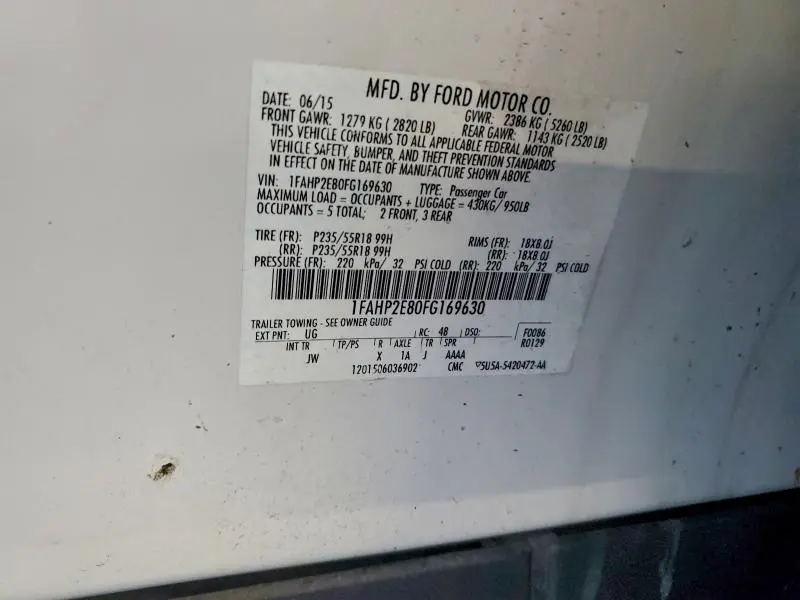 MFD. BY FORD MOTOR CO.
DATE: 06/15 GVWR: 2386 KG ( 5260 LB)
FRONT GAWR: 1279 KG ( 2820 LB) REAR GAWR: 1143 KG ( 2520 LB)
THIS VEHICLE CONFORMS TO ALL APPLICABLE FEDERAL MOTOR
VEHICLE SAFETY, BUMPER, AND THEFT PREVENTION STANDARDS
IN EFFECT ON THE DATE OF MANUFACTURE SHOWN ABOVE.
VIN: 1FAHP2E80FG169630 TYPE: Passenger Car
MAXIMUM LOAD = OCCUPANTS + LUGGAGE = 430KG/ 950LB
OCCUPANTS = 5 TOTAL; 2 FRONT, 3 REAR
TIRE (FR): P235/55R18 99H RIMS (FR): 18X8.0J
(RR): P235/55R18 99H (RR): 18X8.0J
PRESSURE (FR): 220 kPa/ 32 PSI COLD (RR): 220 kPa/ 32 PSI COLD
1FAHP2E80FG169630
TRAILER TOWING - SEE OWNER GUIDE
EXT PNT: UG RC: 48 DSO: F0086
INT TR TP/PS R AXLE TR SPR R0129
JW X 1A J AAAA
1201506036902 CMC 5U5A-5420472-AA